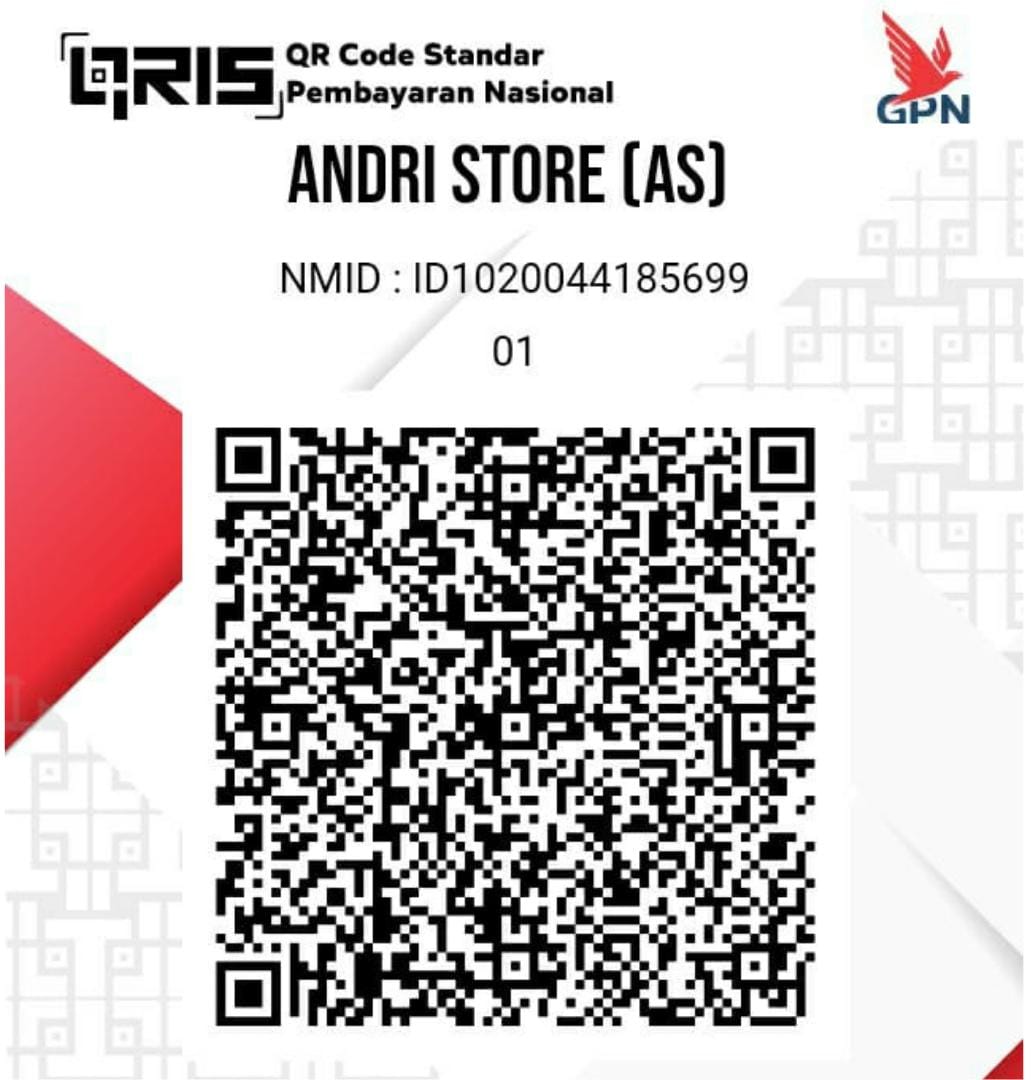 QRIS QR Code Standar
Pembayaran Nasional
GPN
ANDRI STORE (AS)
NMID : ID1020044185699
01